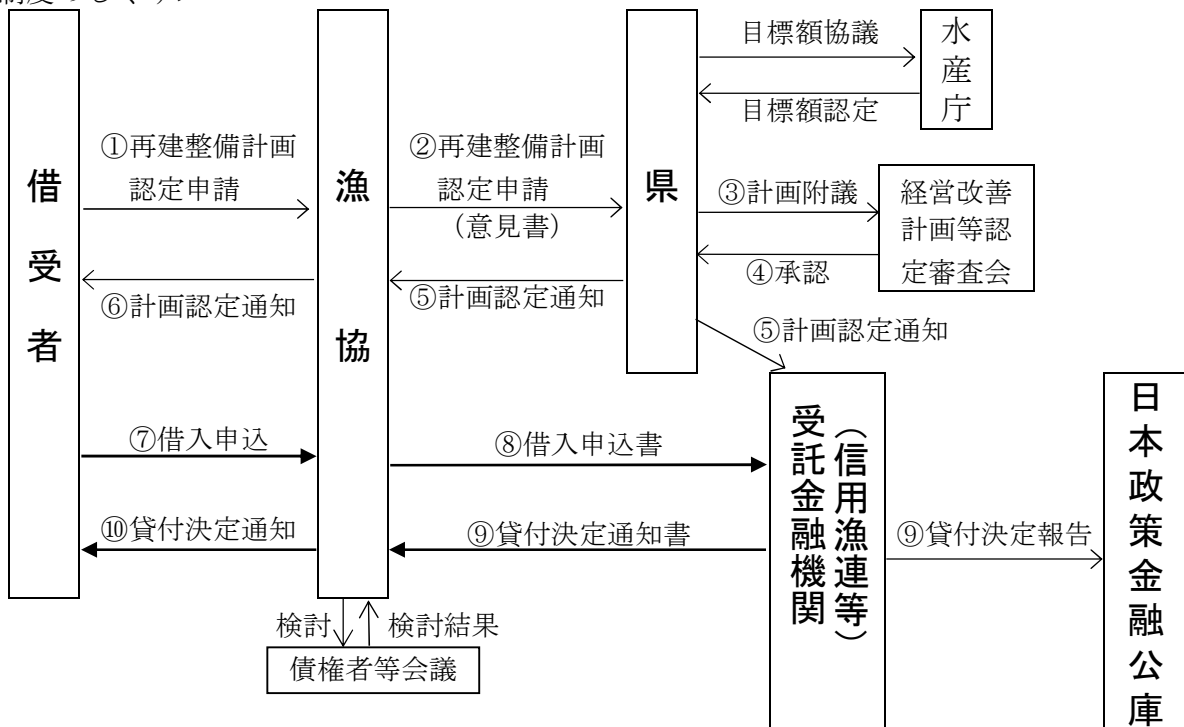 目標額協議
水産庁
目標額認定
①再建整備計画
認定申請
②再建整備計画
認定申請
(意見書)
借受者
漁協
県
③計画附議
経営改善
計画等認
定審査会
④承認
⑥計画認定通知
⑤計画認定通知
⑤計画認定通知
⑦借入申込
⑧借入申込書
受託金融機関
(信用漁連等)
日本政策金融公庫
⑩貸付決定通知
⑨貸付決定通知書
⑨貸付決定報告
検討
検討結果
債権者等会議